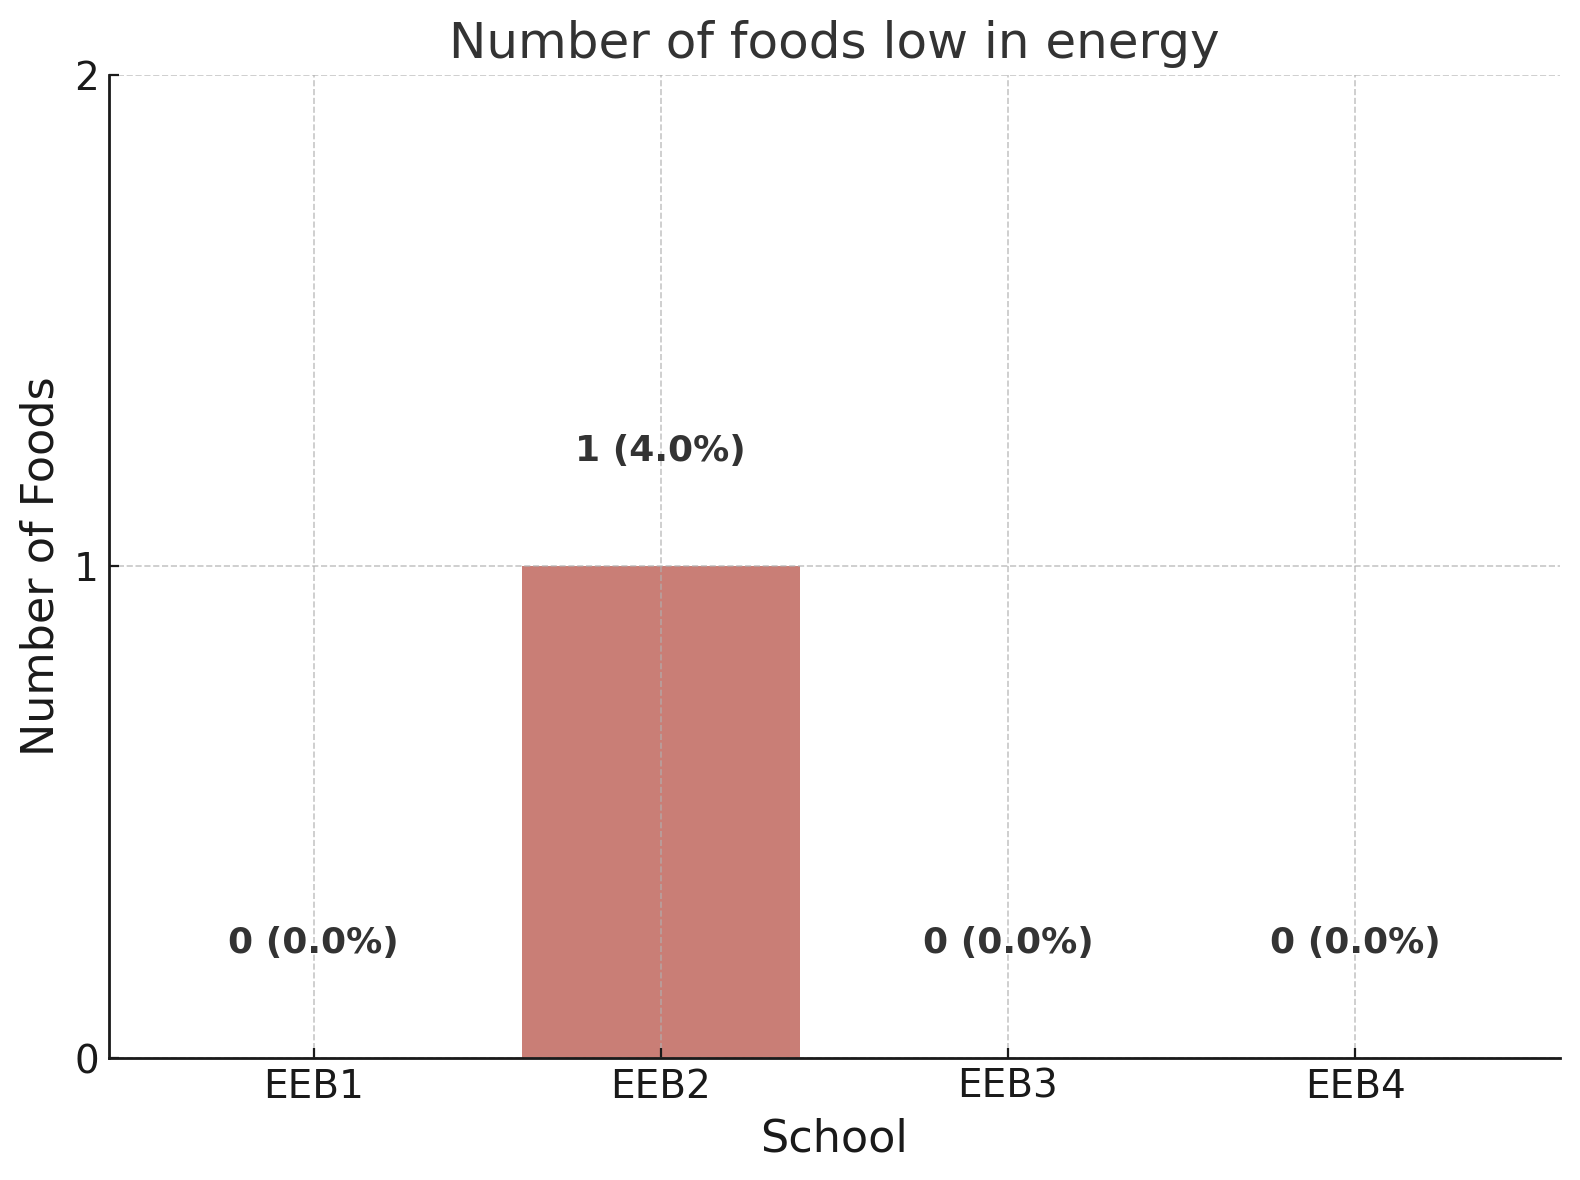 Number of foods low in energy
Number of Foods
2
1
0
1 (4.0%)
0 (0.0%)
0 (0.0%)
0 (0.0%)
EEB1
EEB2
EEB3
EEB4
School